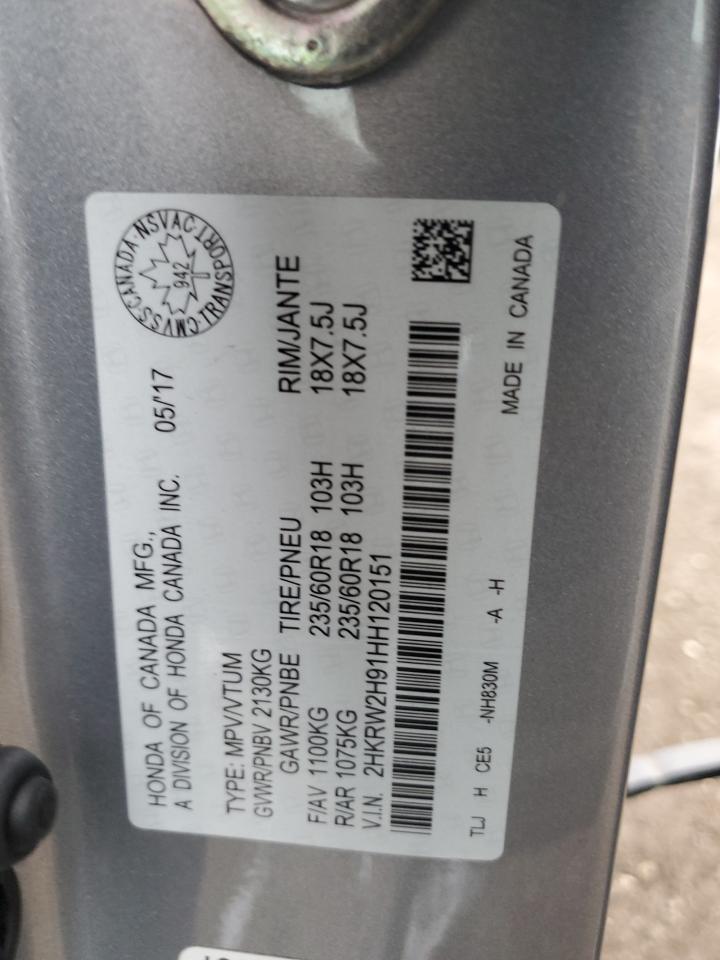 HONDA OF CANADA MFG.,
A DIVISION OF HONDA CANADA INC. 05/'17
CMVSS·CANADA·NSVAC·TRANSPORT
942
TYPE: MPV/VTUM
GVWR/PNBV 2130KG
GAWR/PNBE TIRE/PNEU RIM/JANTE
F/AV 1100KG 235/60R18 103H 18X7.5J
R/AR 1075KG 235/60R18 103H 18X7.5J
V.I.N. 2HKRW2H91HH120151
MADE IN CANADA
TLJ H CE5 -NH830M -A -H